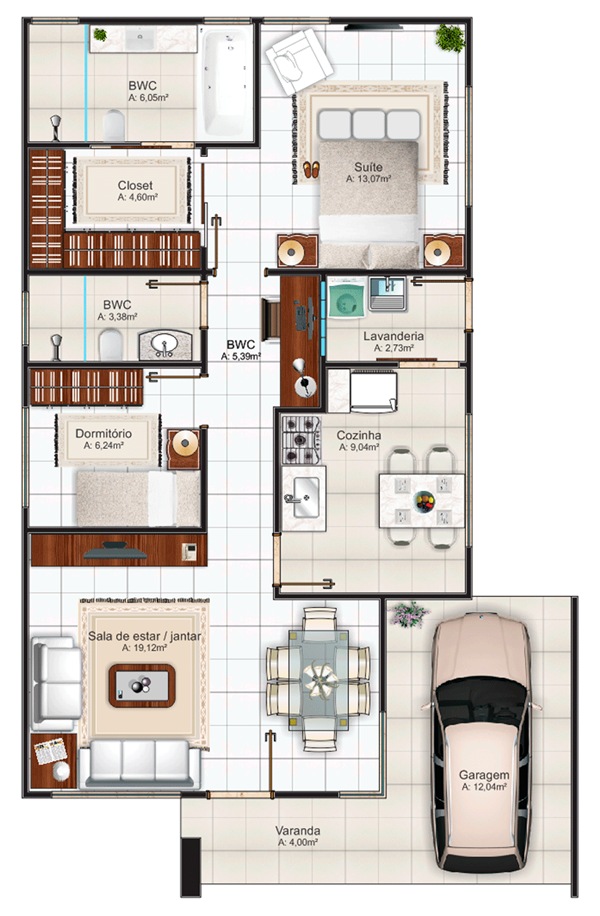 BWC
A: 6,05m²
Suíte
A: 13,07m²
Closet
A: 4,60m²
BWC
A: 3,38m²
BWC
A: 5,39m²
Lavanderia
A: 2,73m²
Dormitório
A: 6,24m²
Cozinha
A: 9,04m²
Sala de estar / jantar
A: 19,12m²
Garagem
A: 12,04m²
Varanda
A: 4,00m²